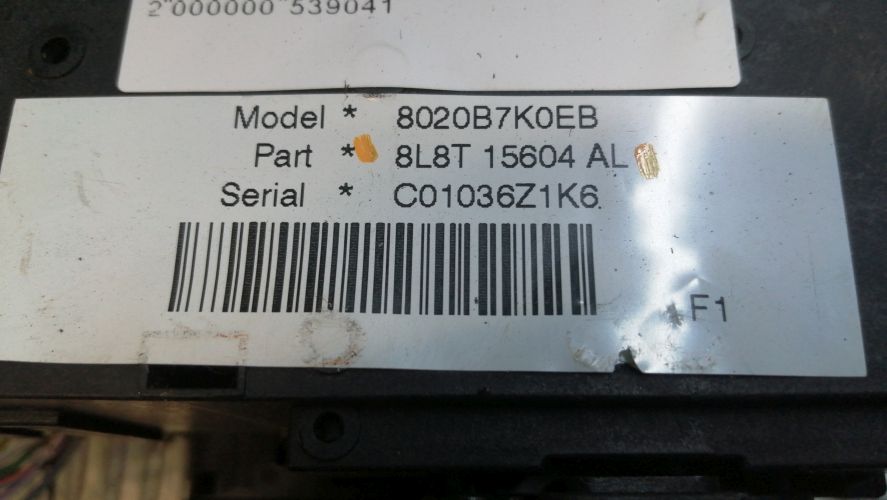 2 000000 539041
Model * 8020B7K0EB
Part * 8L8T 15604 AL
Serial * C01036Z1K6
F1